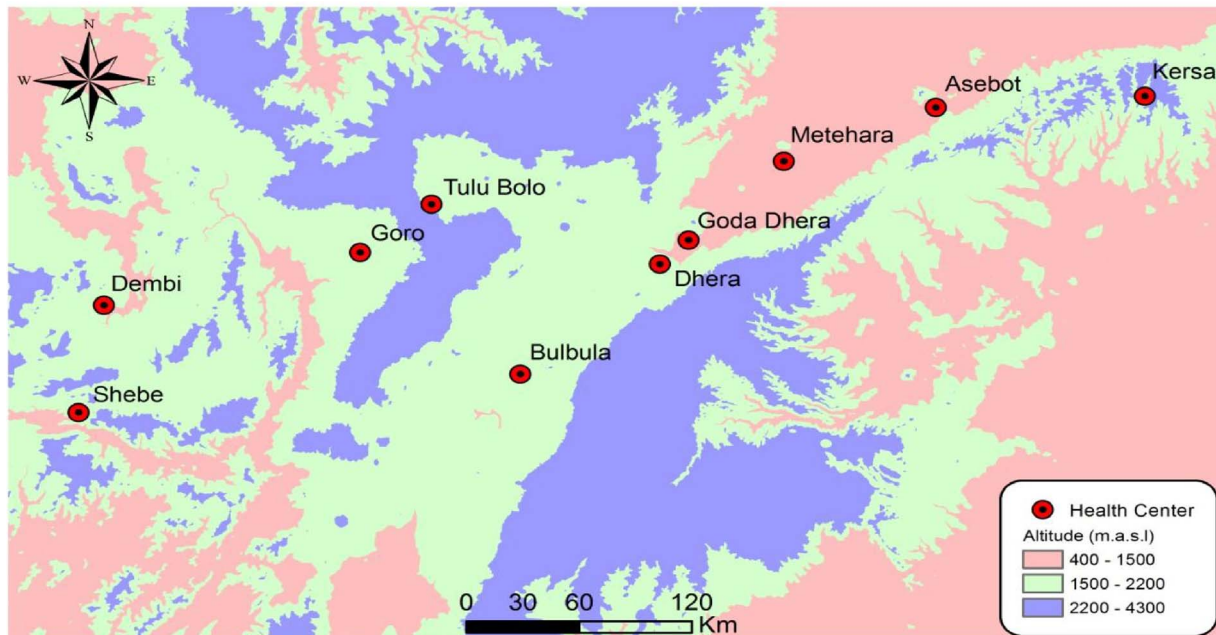 N
W E
S
Kersa
Asebot
Metehara
Tulu Bolo
Goda Dhera
Goro
Dhera
Dembi
Bulbula
Shebe
Health Center
Altitude (m.a.s.l)
400 - 1500
1500 - 2200
2200 - 4300
0 30 60 120
Km